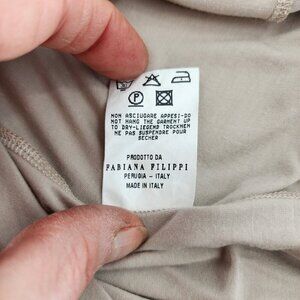 P
NON ASCIUGARE APPESI-DO
NOT HANG THE GARMENT UP
TO DRY-LIEGEND TROCKNEN
NE PAS SUSPENDRE POUR
SECHER
PRODOTTO DA
FABIANA FILIPPI
PERUGIA - ITALY
MADE IN ITALY